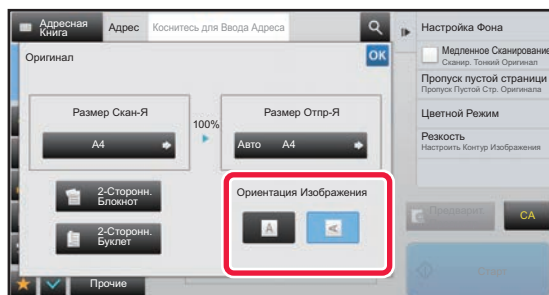 Адресная Книга
Адрес
Коснитесь для Ввода Адреса
Настройка Фона
Оригинал
OK
Медленное Сканирование
Сканир. Тонкий Оригинал
Пропуск пустой страници
Пропуск Пустой Стр. Оригинала
Размер Скан-Я
100%
Размер Отпр-Я
Цветной Режим
A4
Авто A4
Резкость
Настроить Контур Изображения
2-Сторонн.
Блокнот
Ориентация Изображения
A
A
2-Сторонн.
Буклет
CA
Прочие